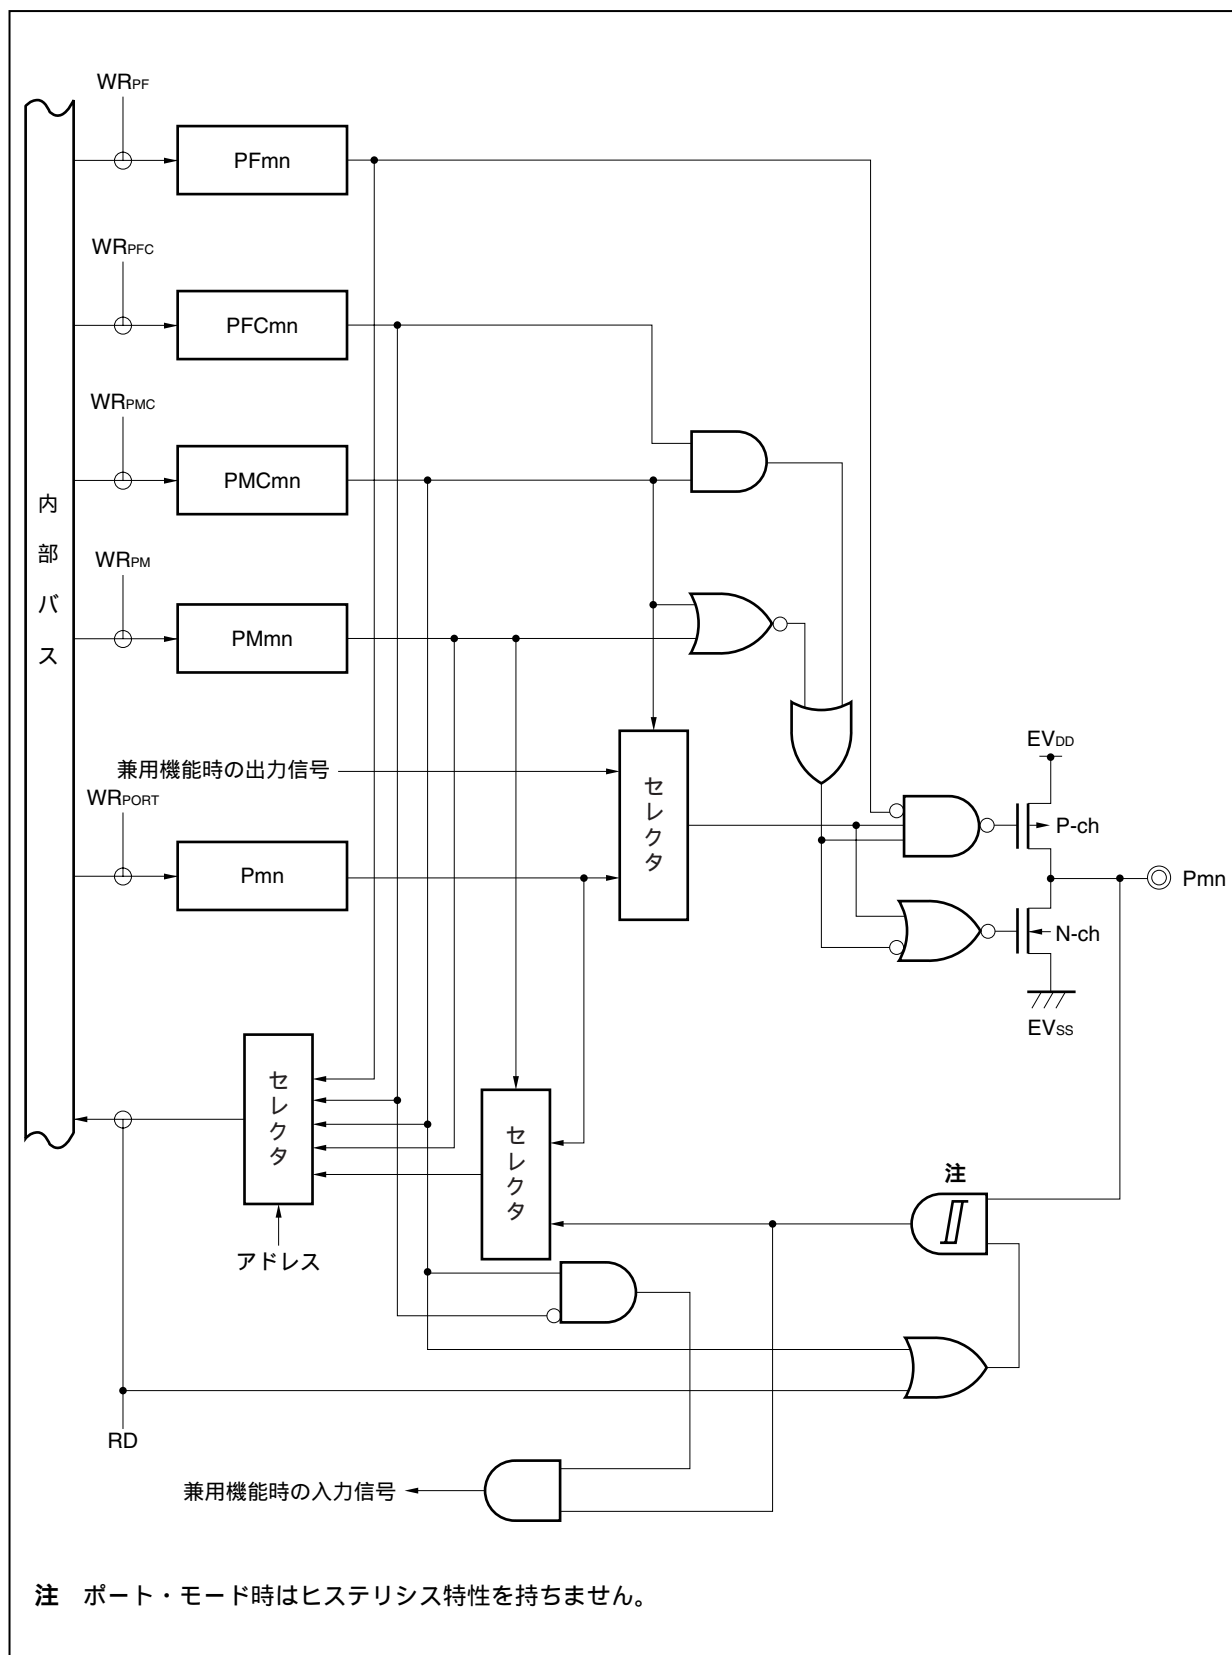 WRPF
PFmn
WRPFC
PFCmn
WRPMC
PMCmn
内部バス
WRPM
PMmn
兼用機能時の出力信号
セレクタ
EVDD
P-ch
WRPORT
Pmn
Pmn
N-ch
EVSS
セレクタ
セレクタ
注
アドレス
RD
兼用機能時の入力信号
注 ポート・モード時はヒステリシス特性を持ちません。